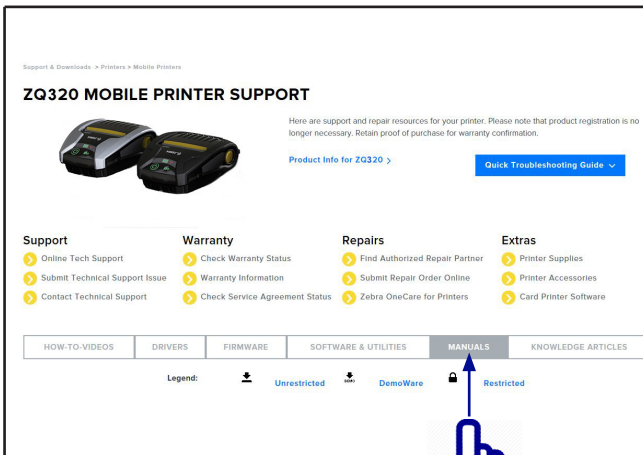 Support & Downloads > Printers > Mobile Printers
ZQ320 MOBILE PRINTER SUPPORT
Here are support and repair resources for your printer. Please note that product registration is no
longer necessary. Retain proof of purchase for warranty confirmation.
Product Info for ZQ320 >
Quick Troubleshooting Guide
Support
Online Tech Support
Submit Technical Support Issue
Contact Technical Support
Warranty
Check Warranty Status
Warranty Information
Check Service Agreement Status
Repairs
Find Authorized Repair Partner
Submit Repair Order Online
Zebra OneCare for Printers
Extras
Printer Supplies
Printer Accessories
Card Printer Software
HOW-TO-VIDEOS DRIVERS FIRMWARE SOFTWARE & UTILITIES MANUALS KNOWLEDGE ARTICLES
Legend: Unrestricted DEMO DemoWare Restricted